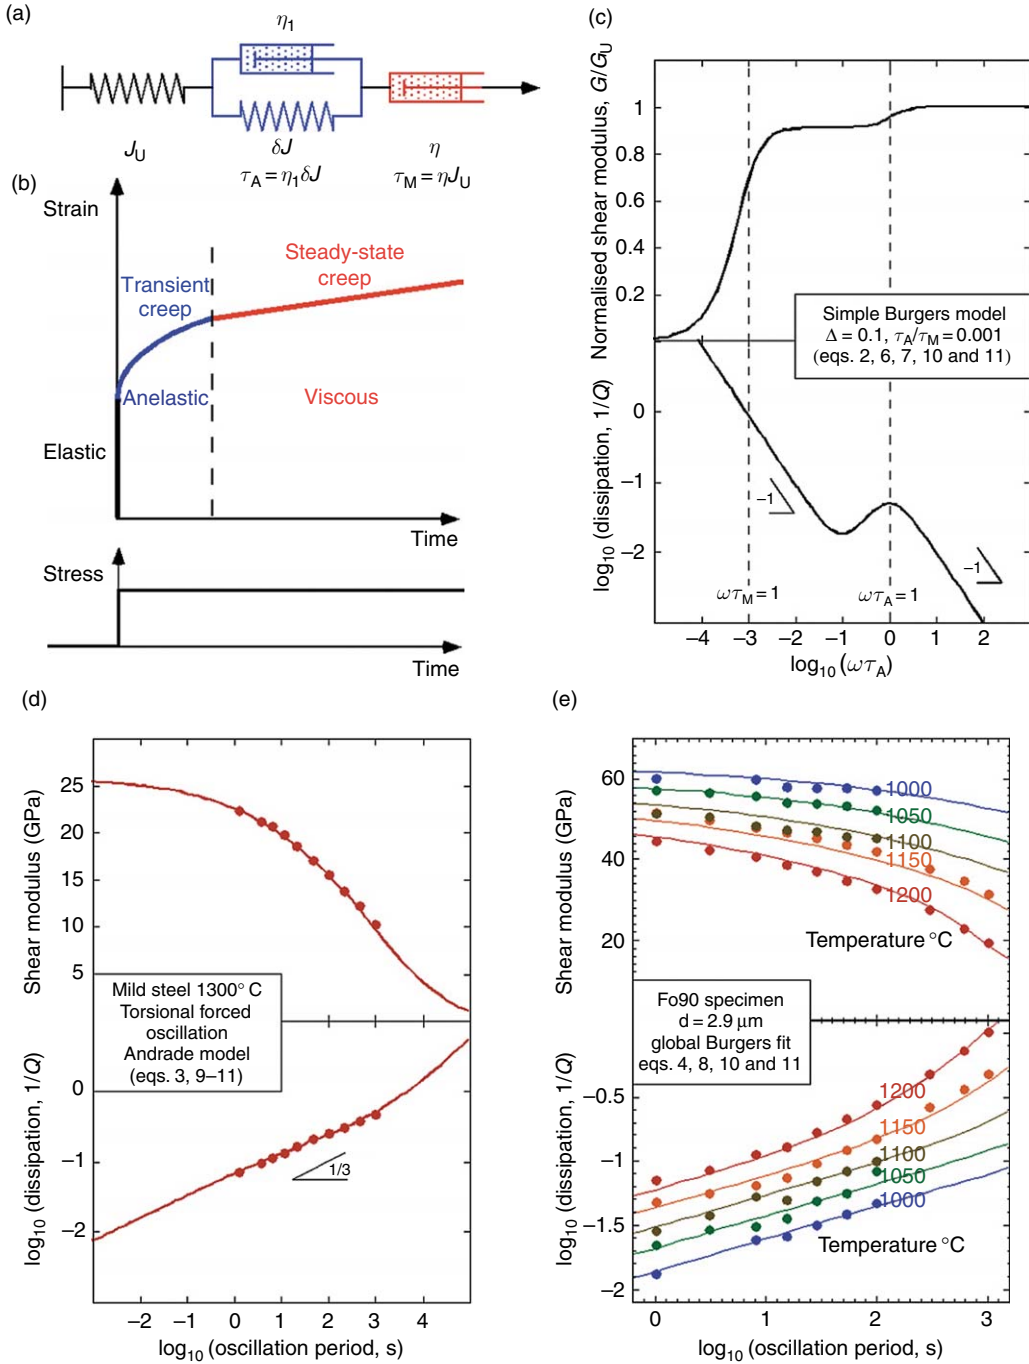 (a)
η1
JU
δJ
η
τA = η1δJ
τM = ηJU
(b)
Strain
Steady-state
creep
Transient
creep
Anelastic
Viscous
Elastic
Time
Stress
Time
(c)
Normalised shear modulus, G/GU
1
0.8
0.6
0.4
0.2
Simple Burgers model
Δ = 0.1, τA/τM = 0.001
(eqs. 2, 6, 7, 10 and 11)
log10 (dissipation, 1/Q)
0
−1
−2
−1
−1
ωτM = 1
ωτA = 1
−4 −3 −2 −1 0 1 2
log10 (ωτA)
(d)
Shear modulus (GPa)
25
20
15
10
5
Mild steel 1300° C
Torsional forced
oscillation
Andrade model
(eqs. 3, 9–11)
log10 (dissipation, 1/Q)
0
−1
−2
1/3
−2 −1 0 1 2 3 4
log10 (oscillation period, s)
(e)
Shear modulus (GPa)
60
40
20
1000
1050
1100
1150
1200
Temperature °C
Fo90 specimen
d = 2.9 μm
global Burgers fit
eqs. 4, 8, 10 and 11
log10 (dissipation, 1/Q)
−0.5
−1
−1.5
−2
1200
1150
1100
1050
1000
Temperature °C
0 1 2 3
log10 (oscillation period, s)